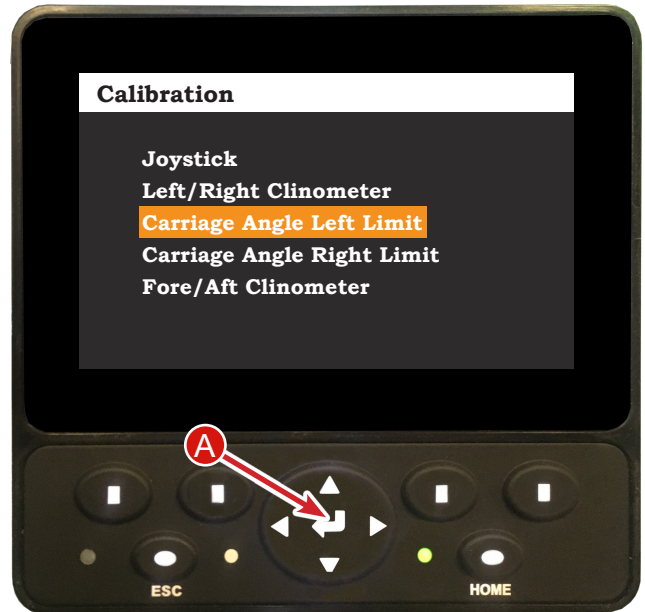 Calibration
Joystick
Left/Right Clinometer
Carriage Angle Left Limit
Carriage Angle Right Limit
Fore/Aft Clinometer
A
ESC
HOME